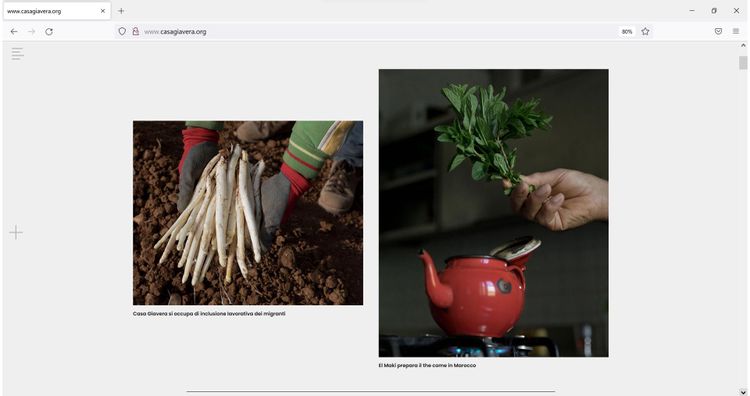 www.casagiavera.org
www.casagiavera.org
80%
Casa Giavera si occupa di inclusione lavorativa dei migranti
El Maki prepara il the come in Marocco